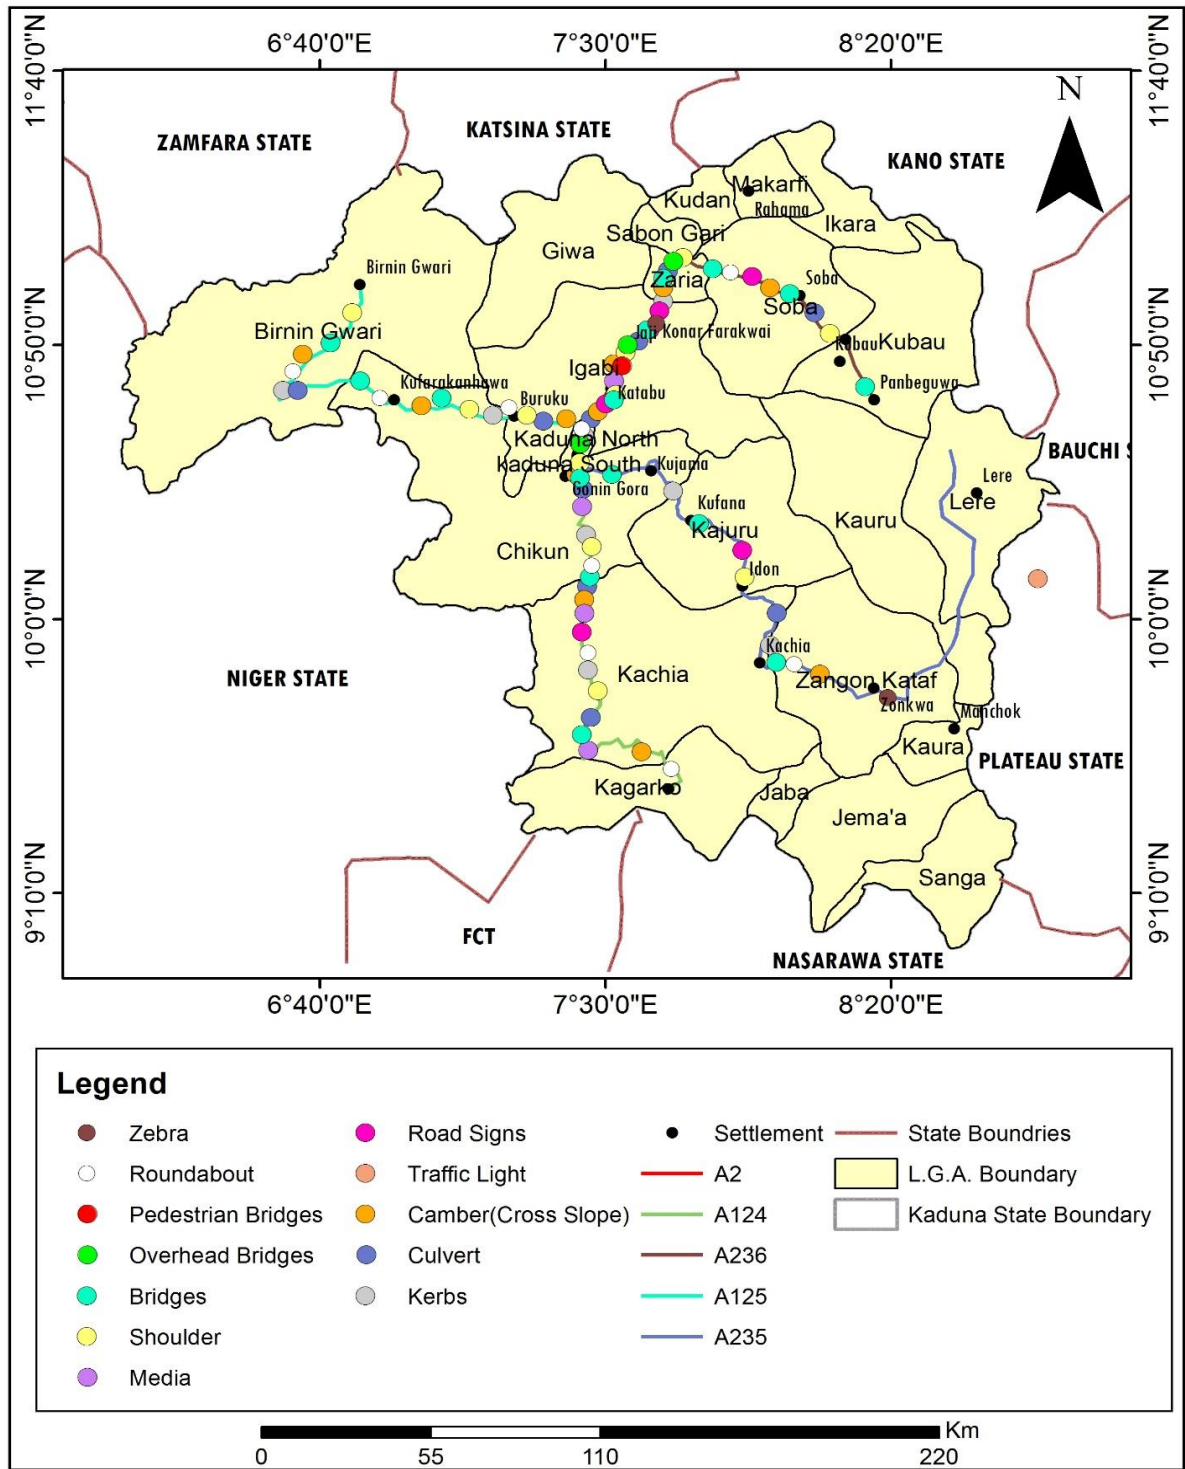 6°40'0"E 7°30'0"E 8°20'0"E
11°40'0"N 11°40'0"N
N
ZAMFARA STATE KATSINA STATE KANO STATE
Makarfi
Kudan Rahama
Ikara
Sabon Gari
Giwa
Birnin Gwari Zaria Soba
Soba
Birnin Gwari Jaji Konar Farakwai
10°50'0"N Kubau Kubau 10°50'0"N
Igabi
Kufarakanhawa Katabu Panbeguwa
Buruku
Kaduna North
BAUCHI S
kaduna South Kujama Lere
Gonin Gora Lere
Kufana
Kauru
Kajuru
Chikun
Idon
10°0'0"N 10°0'0"N
Kachia
NIGER STATE Kachia Zangon Kataf
Zonkwa Manchok
Kaura
PLATEAU STATE
Kagarko Jaba
Jema'a
Sanga
9°10'0"N 9°10'0"N
FCT
NASARAWA STATE
6°40'0"E 7°30'0"E 8°20'0"E
Legend
Zebra Road Signs Settlement State Boundries
Roundabout Traffic Light A2 L.G.A. Boundary
Pedestrian Bridges Camber(Cross Slope) A124 Kaduna State Boundary
Overhead Bridges Culvert A236
Bridges Kerbs A125
Shoulder A235
Media
Km
0 55 110 220